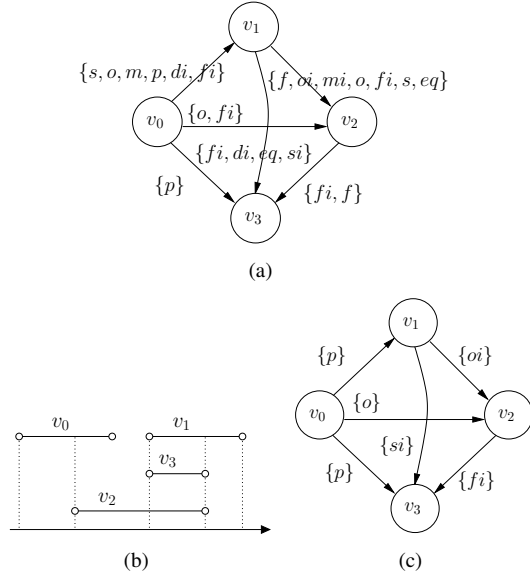 v1
{s, o, m, p, di, fi}
{f, oi, mi, o, fi, s, eq}
v0
{o, fi}
v2
{fi, di, eq, si}
{p}
{fi, f}
v3
(a)
v1
{p}
{oi}
v0
{o}
v2
{si}
{p}
{fi}
v3
v0
v1
v3
v2
(b)
(c)